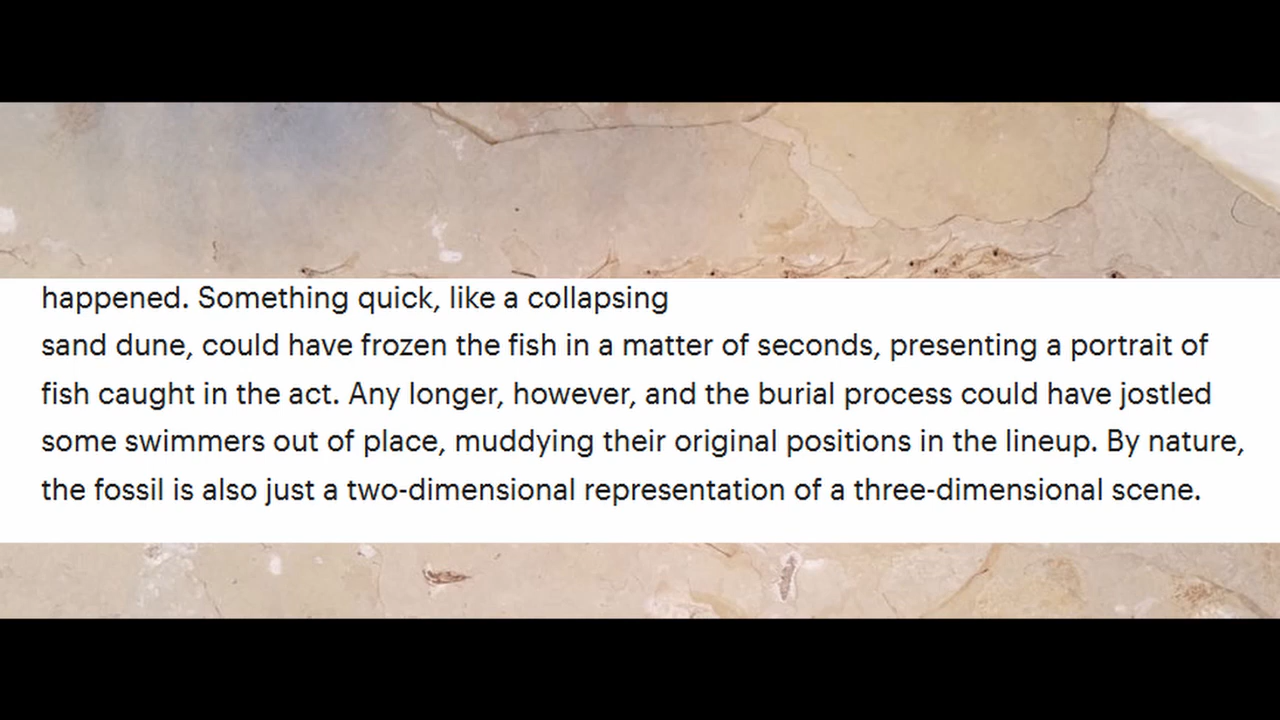 happened. Something quick, like a collapsing
sand dune, could have frozen the fish in a matter of seconds, presenting a portrait of
fish caught in the act. Any longer, however, and the burial process could have jostled
some swimmers out of place, muddying their original positions in the lineup. By nature,
the fossil is also just a two-dimensional representation of a three-dimensional scene.